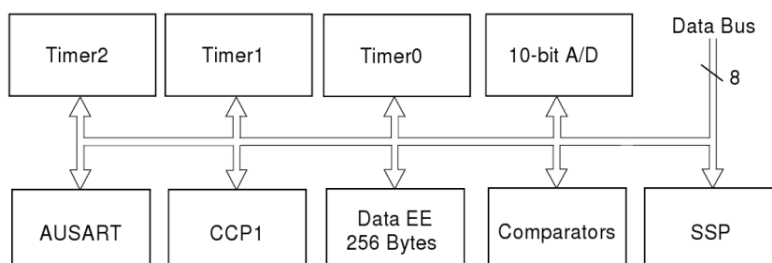 Timer2
Timer1
Timer0
10-bit A/D
Data Bus
8
AUSART
CCP1
Data EE
256 Bytes
Comparators
SSP